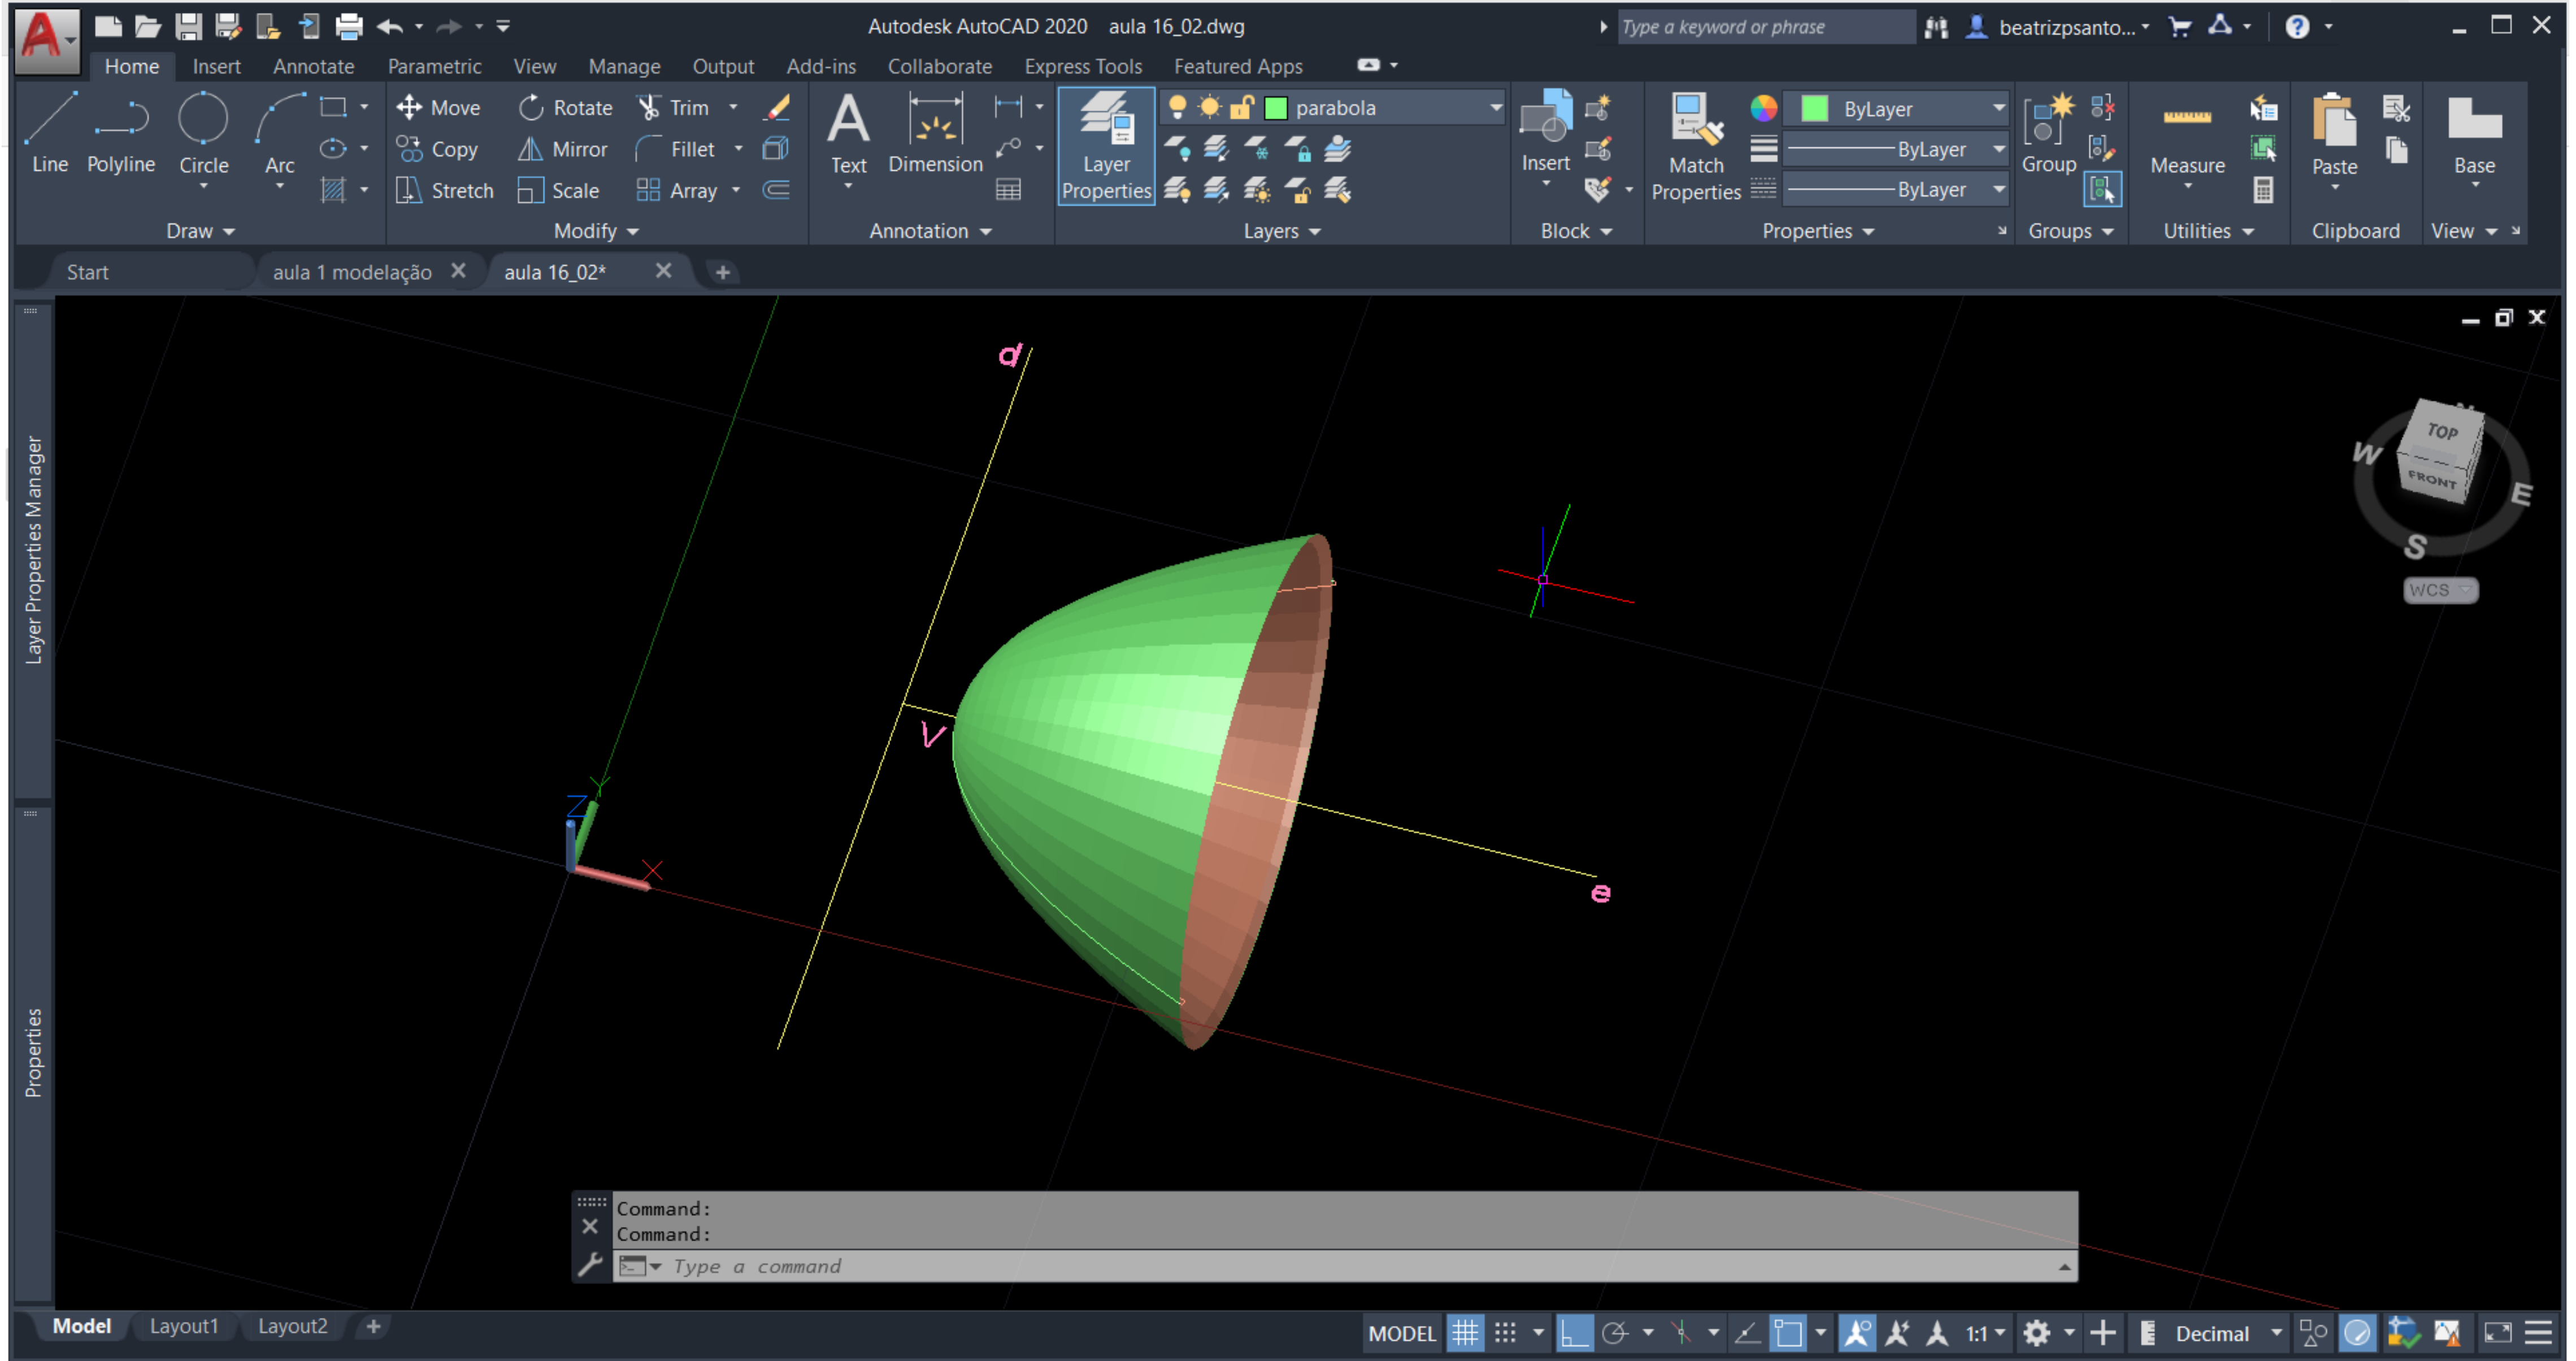 Autodesk AutoCAD 2020 aula 16_02.dwg
Type a keyword or phrase
beatrizpsanto...
Home Insert Annotate Parametric View Manage Output Add-ins Collaborate Express Tools Featured Apps
Line Polyline Circle Arc
Draw
Move Rotate Trim
Copy Mirror Fillet
Stretch Scale Array
Modify
Text Dimension
Annotation
Layer Properties
parabola
Layers
Insert
Block
Match Properties
ByLayer
ByLayer
ByLayer
Properties
Group
Groups
Measure
Utilities
Paste
Clipboard
Base
View
Start aula 1 modelação aula 16_02*
Layer Properties Manager
Properties
d
V
e
Z
Y
X
N
TOP
FRONT
W
E
S
WCS
Command:
Command:
Type a command
Model Layout1 Layout2
MODEL 1:1 Decimal